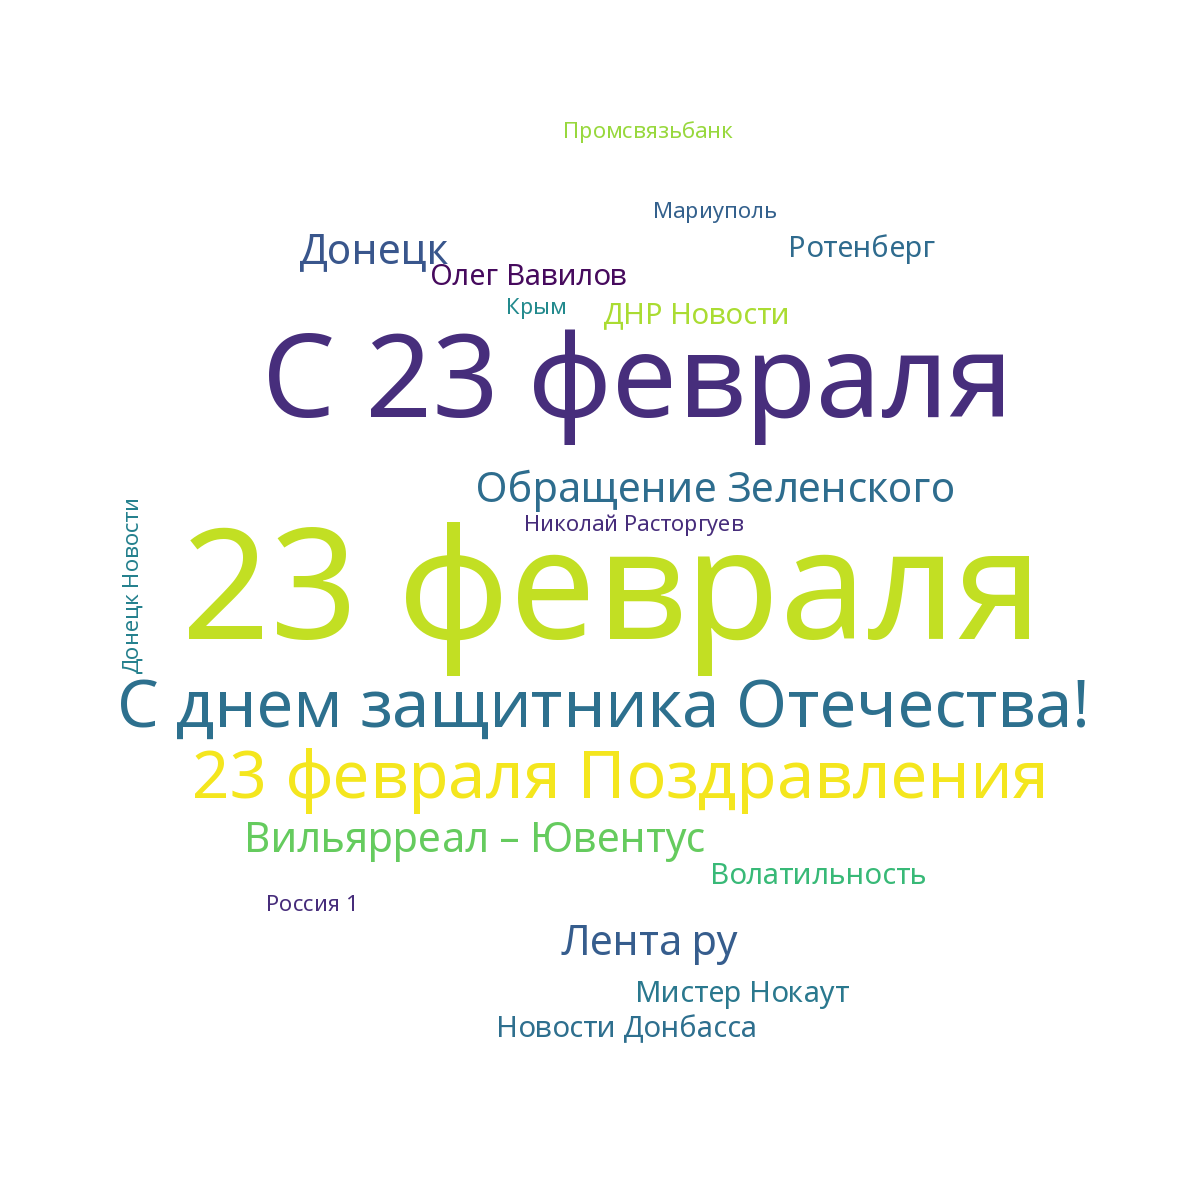 Промсвязьбанк
Мариуполь
Донецк
Ротенберг
Олег Вавилов
Крым
ДНР Новости
С 23 февраля
Обращение Зеленского
Николай Расторгуев
Донецк Новости
23 февраля
С днем защитника Отечества!
23 февраля Поздравления
Вильярреал – Ювентус
Волатильность
Россия 1
Лента ру
Мистер Нокаут
Новости Донбасса